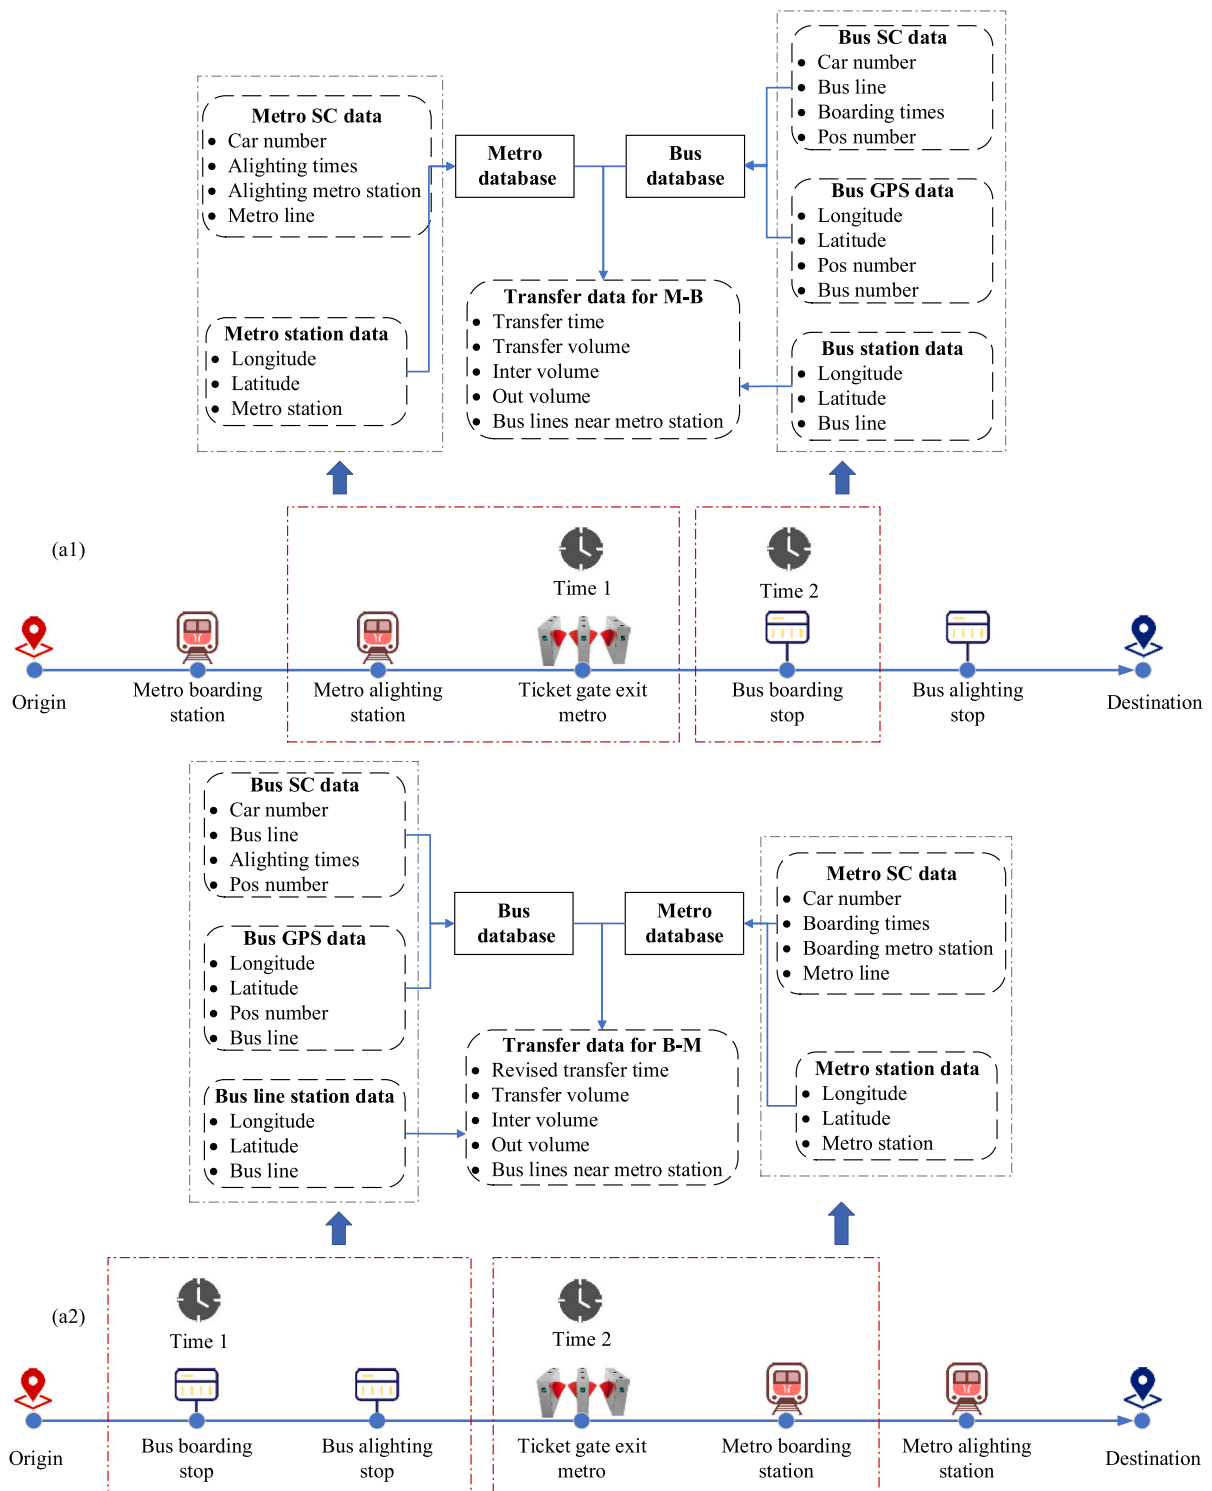 Bus SC data
• Car number
• Bus line
• Boarding times
• Pos number
Metro SC data
• Car number
• Alighting times
• Alighting metro station
• Metro line
Metro
database
Bus
database
Bus GPS data
• Longitude
• Latitude
• Pos number
• Bus number
Transfer data for M-B
• Transfer time
• Transfer volume
• Inter volume
• Out volume
• Bus lines near metro station
Metro station data
• Longitude
• Latitude
• Metro station
Bus station data
• Longitude
• Latitude
• Bus line
(a1)
Time 1
Time 2
Origin
Metro boarding
station
Metro alighting
station
Ticket gate exit
metro
Bus boarding
stop
Bus alighting
stop
Destination
Bus SC data
• Car number
• Bus line
• Alighting times
• Pos number
Bus GPS data
• Longitude
• Latitude
• Pos number
• Bus line
Bus line station data
• Longitude
• Latitude
• Bus line
Bus
database
Metro
database
Transfer data for B-M
• Revised transfer time
• Transfer volume
• Inter volume
• Out volume
• Bus lines near metro station
Metro SC data
• Car number
• Boarding times
• Boarding metro station
• Metro line
Metro station data
• Longitude
• Latitude
• Metro station
(a2)
Time 1
Time 2
Origin
Bus boarding
stop
Bus alighting
stop
Ticket gate exit
metro
Metro boarding
station
Metro alighting
station
Destination